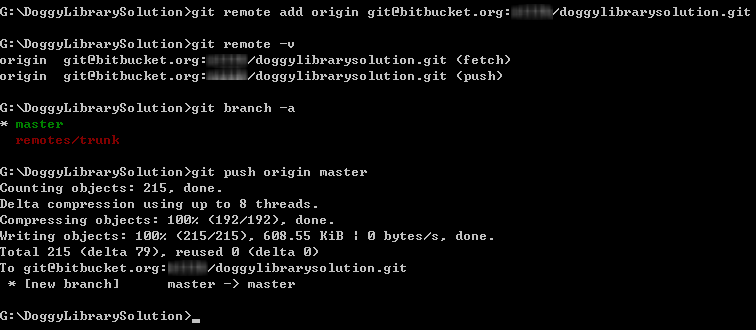 G:\DoggyLibrarySolution>git remote add origin git@bitbucket.org: /doggylibrarysolution.git
G:\DoggyLibrarySolution>git remote -v
origin  git@bitbucket.org: /doggylibrarysolution.git (fetch)
origin  git@bitbucket.org: /doggylibrarysolution.git (push)
G:\DoggyLibrarySolution>git branch -a
* master
  remotes/trunk
G:\DoggyLibrarySolution>git push origin master
Counting objects: 215, done.
Delta compression using up to 8 threads.
Compressing objects: 100% (192/192), done.
Writing objects: 100% (215/215), 608.55 KiB | 0 bytes/s, done.
Total 215 (delta 79), reused 0 (delta 0)
To git@bitbucket.org: /doggylibrarysolution.git
 * [new branch]      master -> master
G:\DoggyLibrarySolution>_